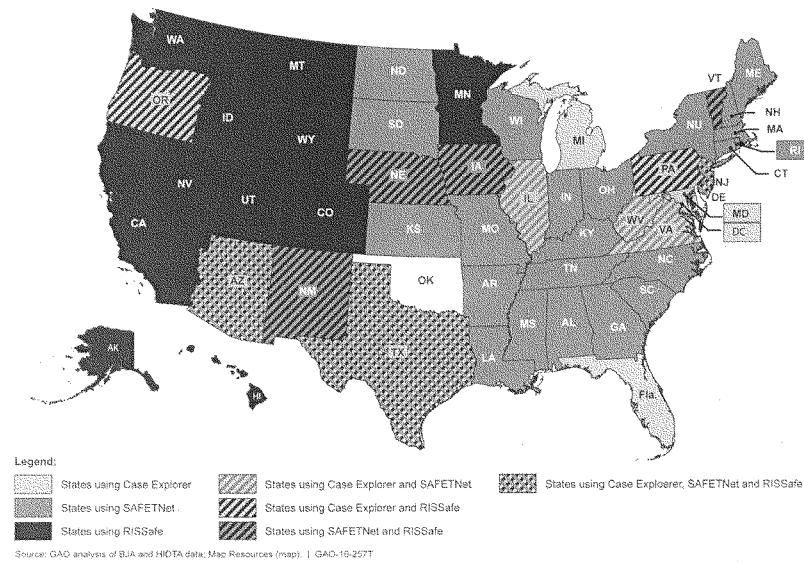 WA
MT
ND
MN
VT
ME
OR
ID
SD
WI
MI
NU
NH
MA
RI
WY
CT
NE
IA
PA
NJ
NV
UT
CO
IL
IN
OH
DE
MD
DC
CA
KS
MO
WV
VA
KY
AZ
NM
OK
AR
TN
NC
SC
TX
LA
MS
AL
GA
Fla.
AK
HI
Legend:
States using Case Explorer
States using Case Explorer and SAFETNet
States using Case Exploerer, SAFETNet and RISSafe
States using SAFETNet
States using Case Explorer and RISSafe
States using RISSafe
States using SAFETNet and RISSafe
Source: GAO analysis of BJA and HIDTA data; Map Resources (map). | GAO-16-257T